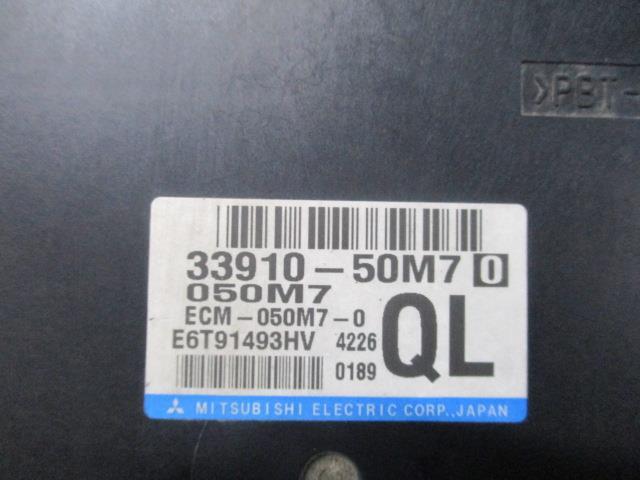 >PBT-
33910-50M7 0
050M7
ECM-050M7-0
E6T91493HV 4226
0189
QL
MITSUBISHI ELECTRIC CORP., JAPAN